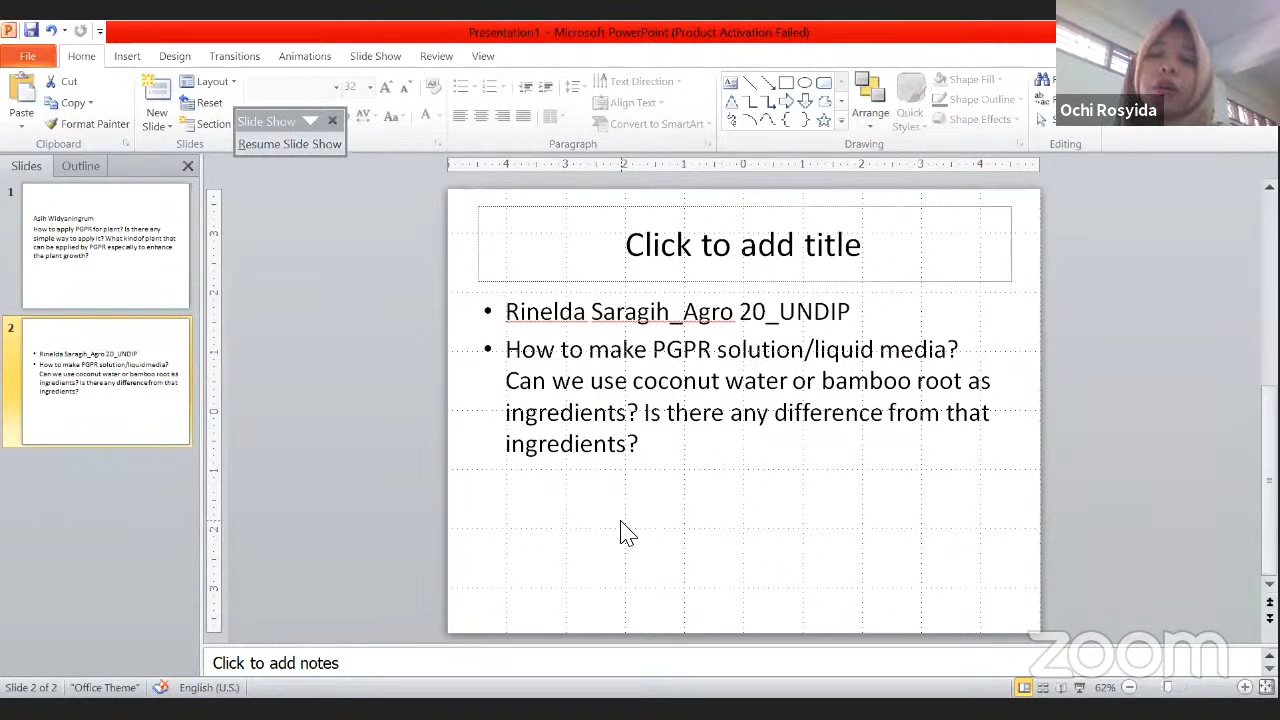 Presentation1 - Microsoft PowerPoint (Product Activation Failed)
File Home Insert Design Transitions Animations Slide Show Review View
Paste
Cut
Copy
Format Painter
Clipboard
New
Slide
Layout
Reset
Section
Slides
Slide Show
Resume Slide Show
32
Aa
Text Direction
Align Text
Convert to SmartArt
Paragraph
Arrange
Quick
Styles
Shape Fill
Shape Outline
Shape Effects
Drawing
Editing
Ochi Rosyida
Slides Outline
1
Asih Widyaningrum
How to apply PGPR for plant? Is there any
simple way to apply it? What kind of plant that
can be applied by PGPR especially to enhance
the plant growth?
2
• Rinelda Saragih_Agro 20_UNDIP
• How to make PGPR solution/liquid media?
Can we use coconut water or bamboo root as
ingredients? Is there any difference from that
ingredients?
Click to add title
• Rinelda Saragih_Agro 20_UNDIP
• How to make PGPR solution/liquid media?
Can we use coconut water or bamboo root as
ingredients? Is there any difference from that
ingredients?
Click to add notes
zoom
Slide 2 of 2 "Office Theme" English (U.S.) 62%